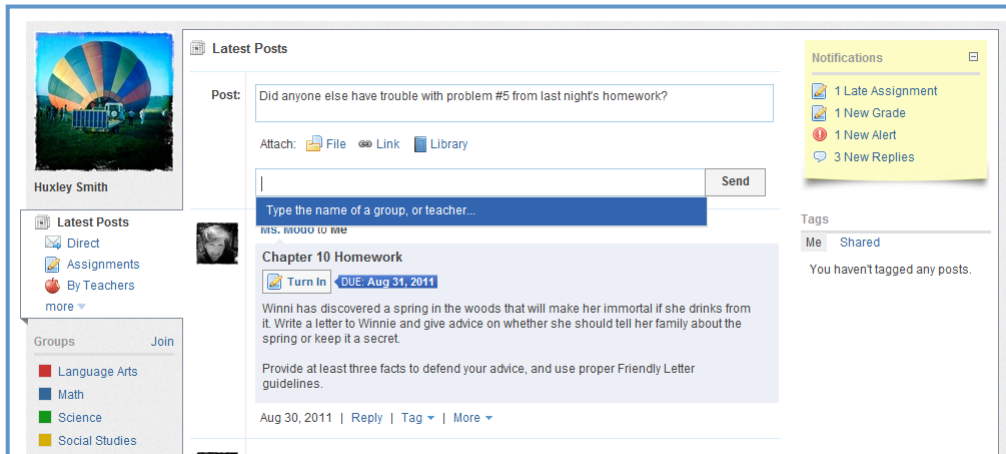 Latest Posts
Post:
Did anyone else have trouble with problem #5 from last night's homework?
Attach: File Link Library
Send
Type the name of a group, or teacher...
Huxley Smith
Latest Posts
Direct
Assignments
By Teachers
more
Groups Join
Language Arts
Math
Science
Social Studies
Ms. Modo to Me
Chapter 10 Homework
Turn In DUE: Aug 31, 2011
Winni has discovered a spring in the woods that will make her immortal if she drinks from
it. Write a letter to Winnie and give advice on whether she should tell her family about the
spring or keep it a secret.
Provide at least three facts to defend your advice, and use proper Friendly Letter
guidelines.
Aug 30, 2011 | Reply | Tag | More
Notifications
1 Late Assignment
1 New Grade
1 New Alert
3 New Replies
Tags
Me Shared
You haven't tagged any posts.